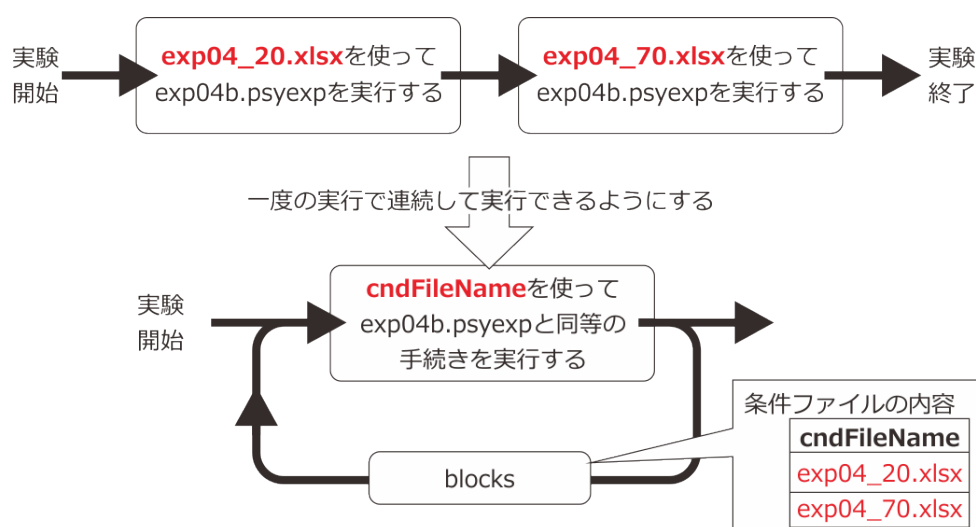 実験
開始
exp04_20.xlsxを使って
exp04b.psyexpを実行する
exp04_70.xlsxを使って
exp04b.psyexpを実行する
実験
終了
一度の実行で連続して実行できるようにする
実験
開始
cndFileNameを使って
exp04b.psyexpと同等の
手続きを実行する
blocks
条件ファイルの内容
cndFileName
exp04_20.xlsx
exp04_70.xlsx